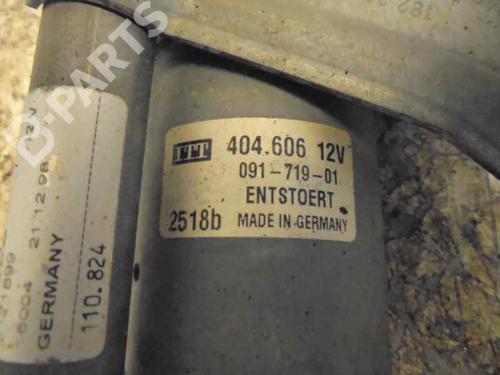 ITT 404.606 12V
091-719-01
ENTSTOERT
2518b MADE IN GERMANY
21.12.98
GERMANY
110.824
B-PARTS